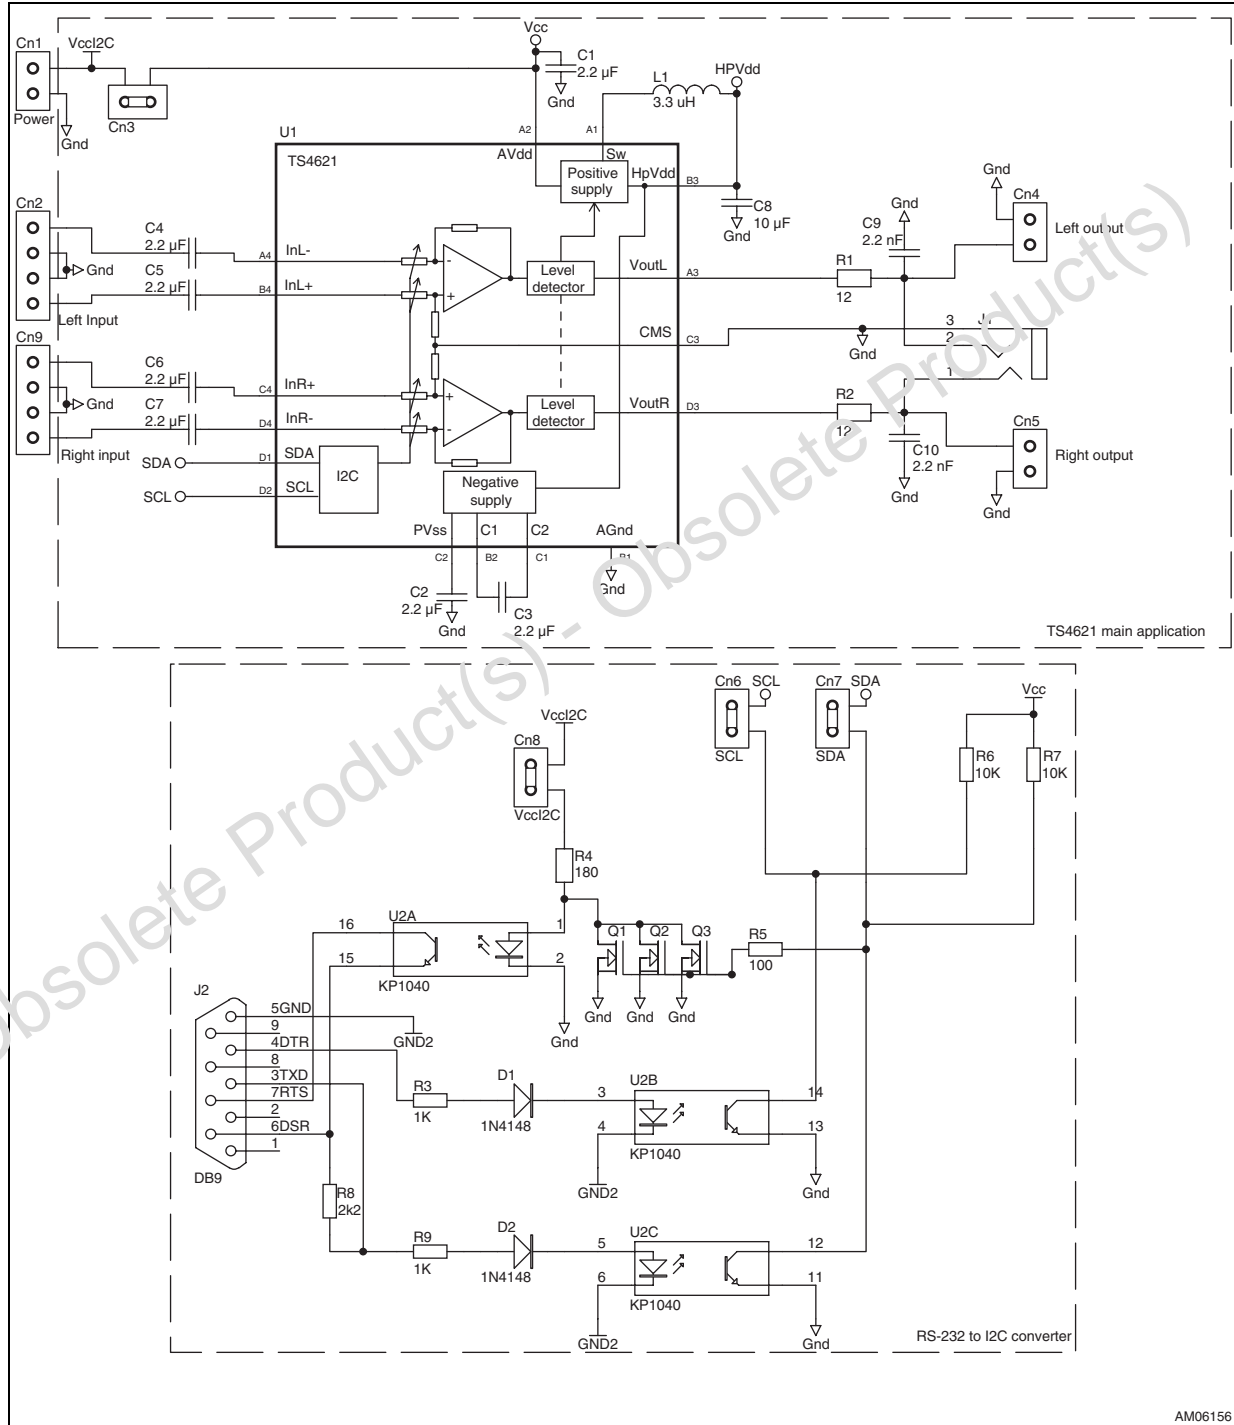 Vcc
Cn1
VccI2C
C1
2.2 µF
Gnd
HPVdd
L1
3.3 uH
Power
Gnd
Cn3
A2
A1
U1
TS4621
AVdd
Sw
Positive
supply
HpVdd
B3
C8
10 µF
Gnd
Cn2
C4
2.2 µF
A4
InL-
Gnd
C5
2.2 µF
B4
InL+
Left Input
-
+
Level
detector
VoutL
A3
R1
12
C9
2.2 nF
Gnd
Gnd
Cn4
Left output
CMS
C3
Gnd
3
2
1
Cn9
C6
2.2 µF
C4
InR+
Gnd
C7
2.2 µF
D4
InR-
Right input
+
-
Level
detector
VoutR
D3
R2
12
C10
2.2 nF
Gnd
Cn5
Right output
Gnd
SDA
D1
SDA
SCL
D2
SCL
I2C
Negative
supply
PVss
C1
C2
AGnd
C2
B2
C1
B1
C2
2.2 µF
Gnd
C3
2.2 µF
Gnd
TS4621 main application
Cn6
SCL
SCL
Cn7
SDA
SDA
Vcc
R6
10K
R7
10K
VccI2C
Cn8
VccI2C
R4
180
U2A
16
15
1
2
KP1040
Gnd
Q1
Q2
Q3
Gnd
Gnd
Gnd
R5
100
J2
5GND
9
4DTR
8
3TXD
7RTS
2
6DSR
1
DB9
GND2
R3
1K
D1
1N4148
U2B
3
4
14
13
KP1040
GND2
Gnd
R8
2k2
R9
1K
D2
1N4148
U2C
5
6
12
11
KP1040
GND2
Gnd
RS-232 to I2C converter
AM06156
Obsolete Product(s) - Obsolete Product(s)